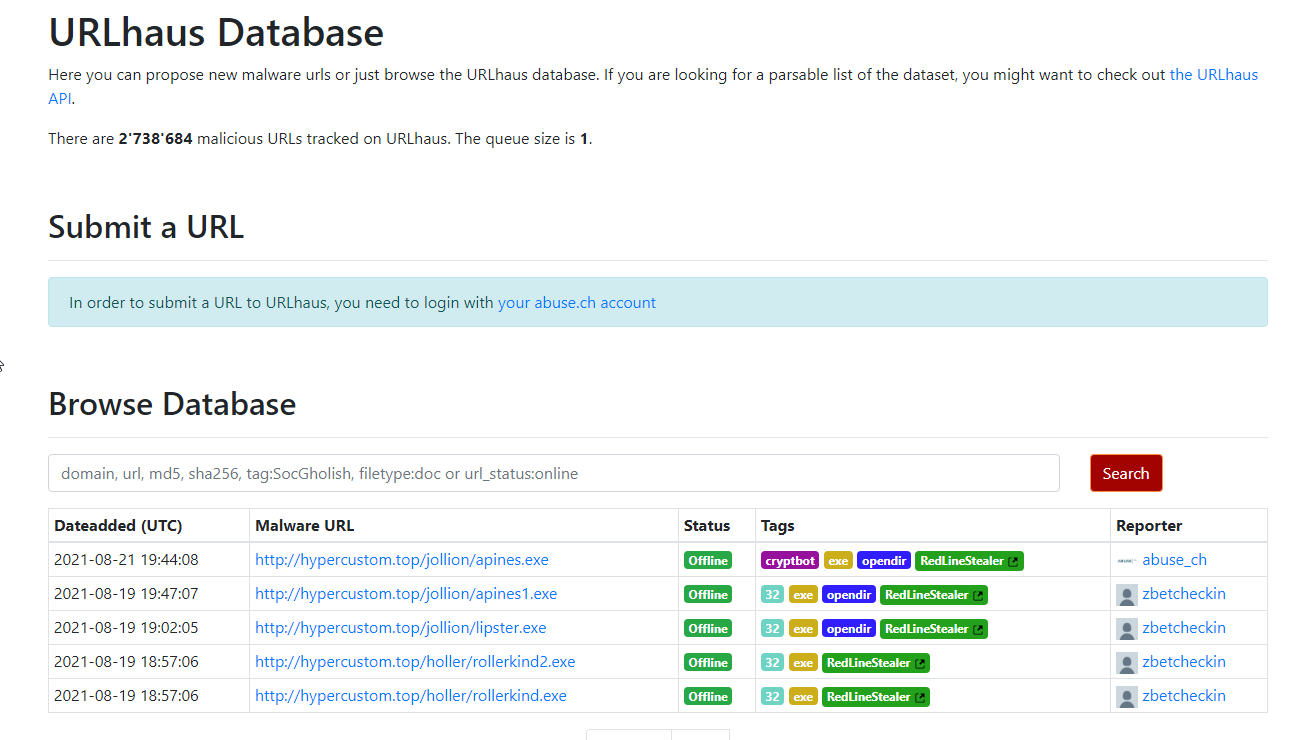 URLhaus Database
Here you can propose new malware urls or just browse the URLhaus database. If you are looking for a parsable list of the dataset, you might want to check out the URLhaus
API.
There are 2'738'684 malicious URLs tracked on URLhaus. The queue size is 1.
Submit a URL
In order to submit a URL to URLhaus, you need to login with your abuse.ch account
Browse Database
domain, url, md5, sha256, tag:SocGholish, filetype:doc or url_status:online Search
Dateadded (UTC) Malware URL Status Tags Reporter
2021-08-21 19:44:08 http://hypercustom.top/jollion/apines.exe Offline cryptbot exe opendir RedLineStealer abuse_ch
2021-08-19 19:47:07 http://hypercustom.top/jollion/apines1.exe Offline 32 exe opendir RedLineStealer zbetcheckin
2021-08-19 19:02:05 http://hypercustom.top/jollion/lipster.exe Offline 32 exe opendir RedLineStealer zbetcheckin
2021-08-19 18:57:06 http://hypercustom.top/holler/rollerkind2.exe Offline 32 exe RedLineStealer zbetcheckin
2021-08-19 18:57:06 http://hypercustom.top/holler/rollerkind.exe Offline 32 exe RedLineStealer zbetcheckin